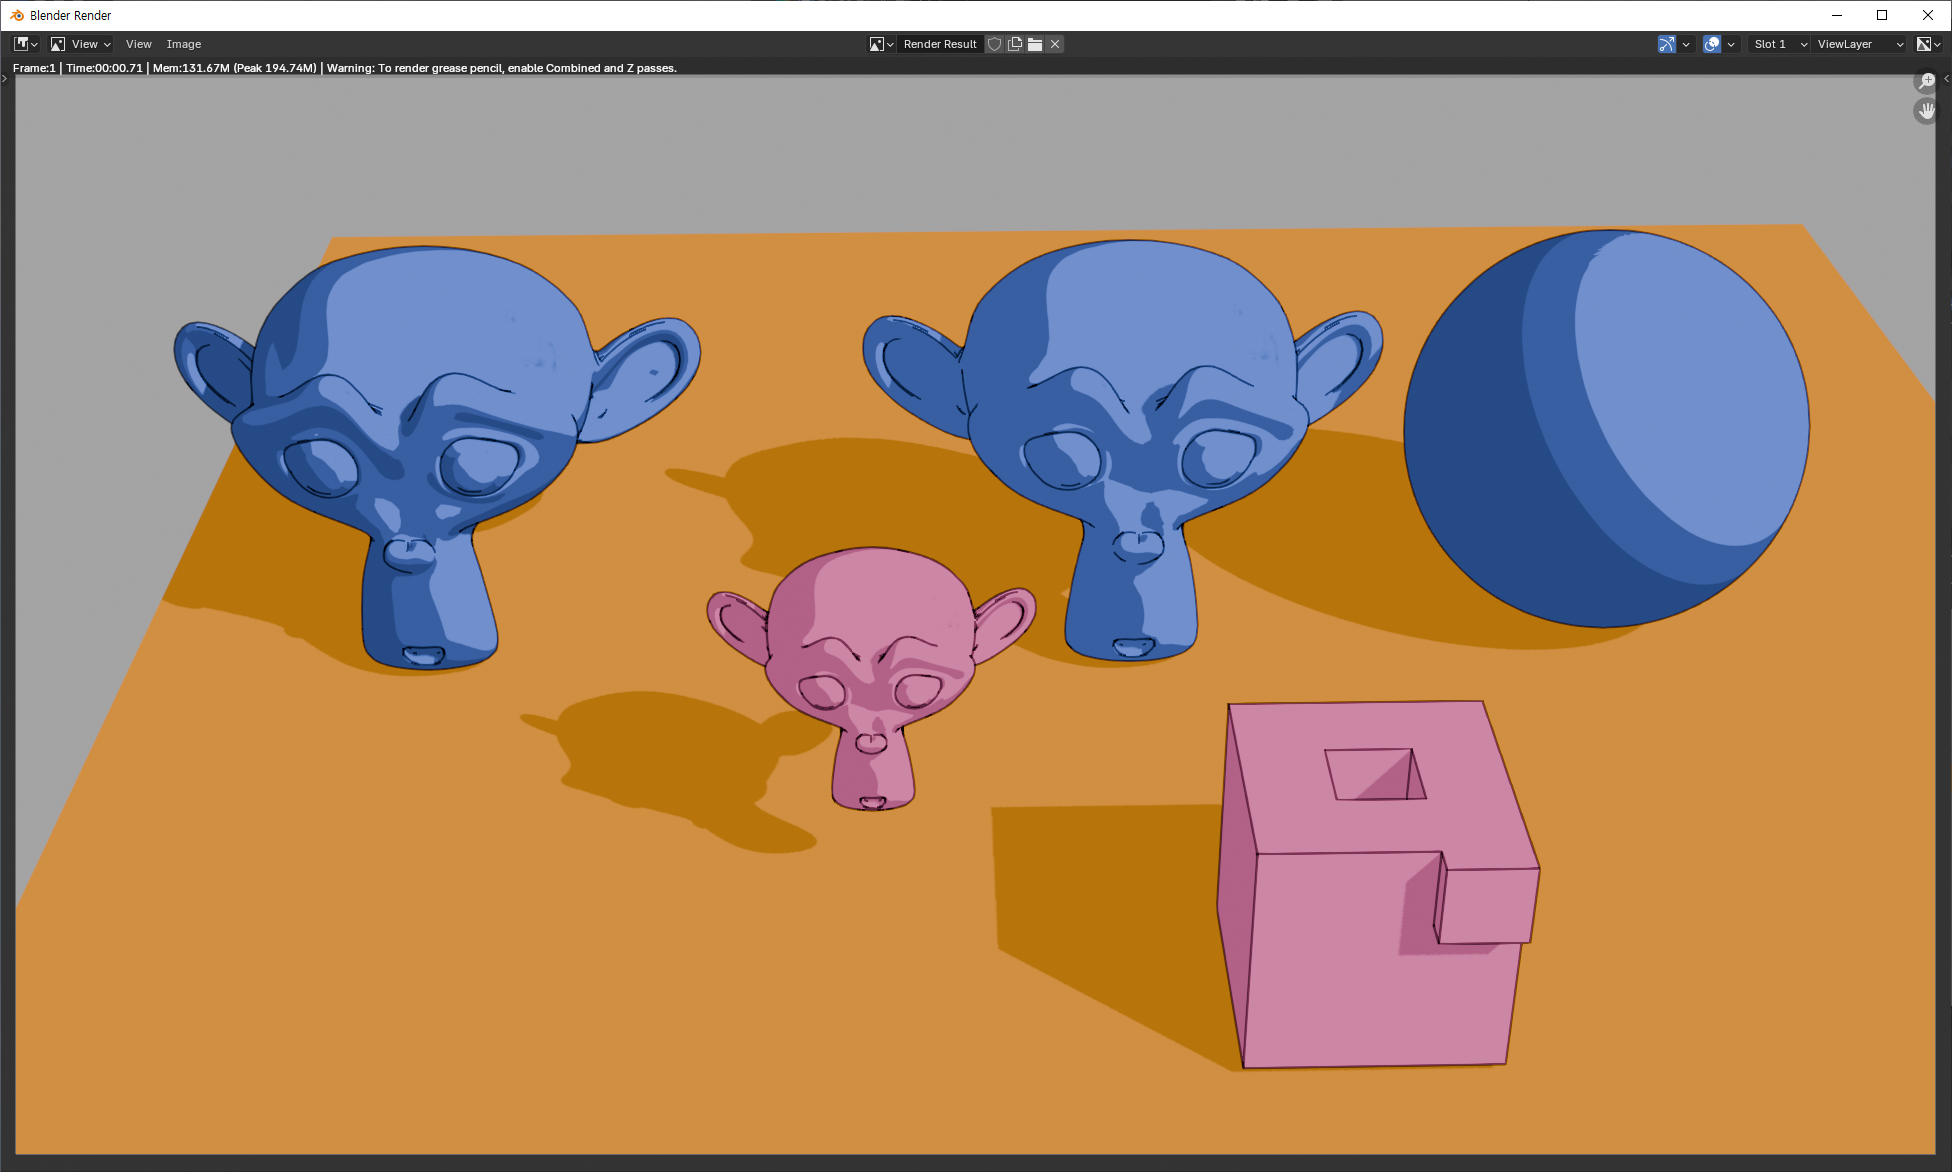 Blender Render
View View Image Render Result Slot 1 ViewLayer
Frame:1 | Time:00:00.71 | Mem:131.67M (Peak 194.74M) | Warning: To render grease pencil, enable Combined and Z passes.